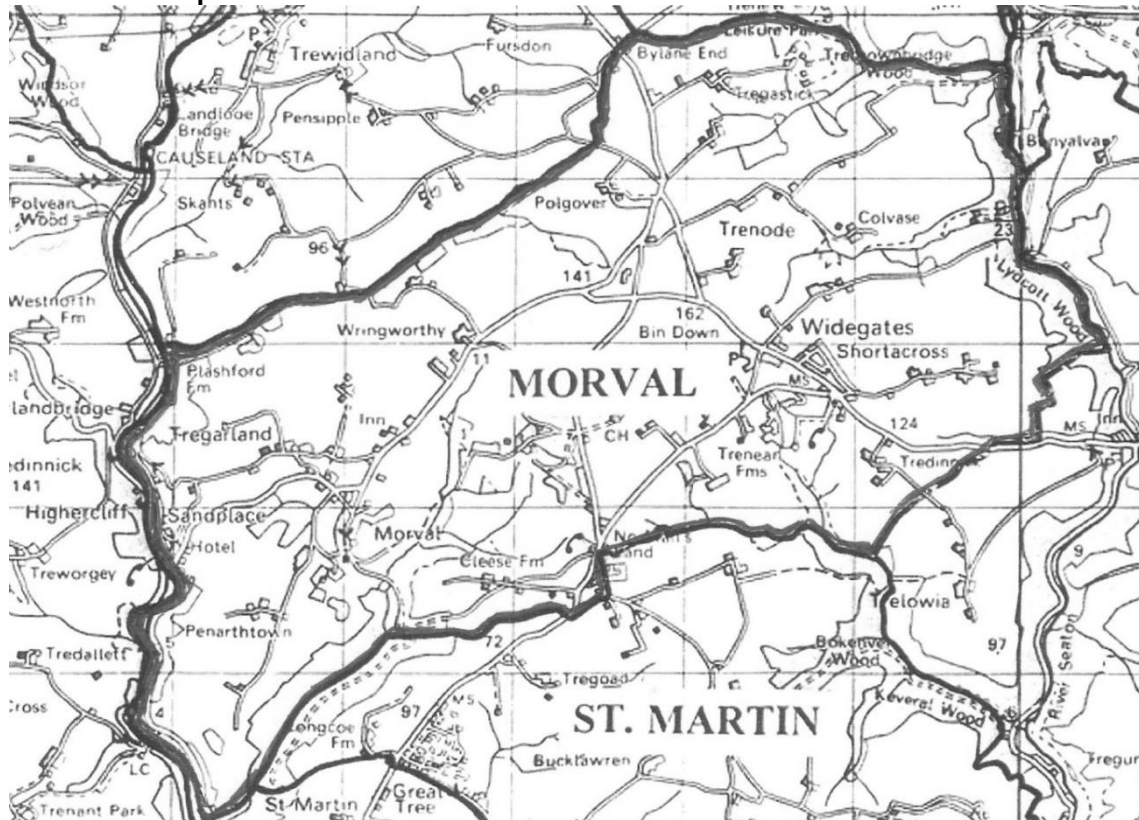 Leisure Park
P
Fursdon
Bylane End
Trewidland
Wood
Windsor
Wood
Tregastick
Landlooe
Bridge
Pensipple
CAUSELAND STA
Bonyalva
Polvean
Wood
Skahts
Polgover
Colvase
Trenode
23
96
141
Lydcott Wood
Westnorth
Fm
162
Wringworthy
Bin Down
Widegates
Shortacross
11
P
Plashford
Fm
MORVAL
MS
landbridge
Inn
Tregarland
CH
124
MS
Inn
Trenear
Fms
edinnick
141
Highercliff
Sandplace
Hotel
Morval
Cleese Fm
9
Treworgey
Penarthtown
72
Bokenver
Wood
97
River Seaton
Tredallett
Tregoad
Keveral Wood
Cross
97
MS
ST. MARTIN
4
Longcoe
Fm
Bucklawren
LC
Trenant Park
St Martin
Great
Tree